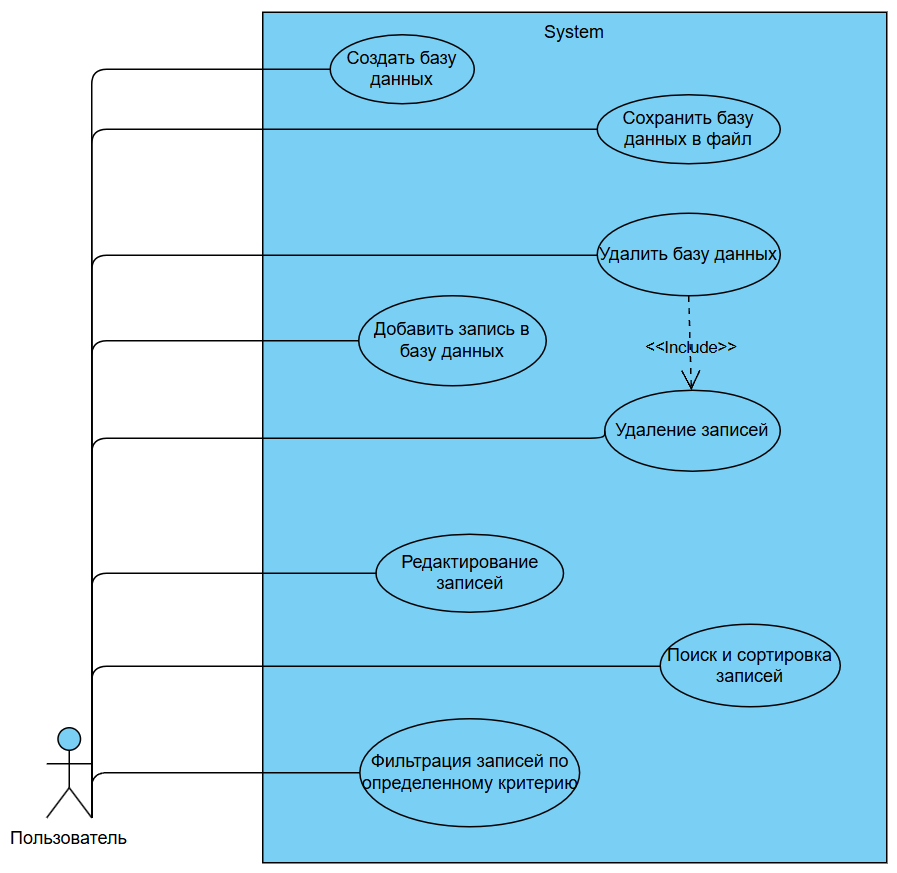 System
Создать базу
данных
Сохранить базу
данных в файл
Удалить базу данных
Добавить запись в
базу данных
<<Include>>
Удаление записей
Редактирование
записей
Поиск и сортировка
записей
Фильтрация записей по
определенному критерию
Пользователь